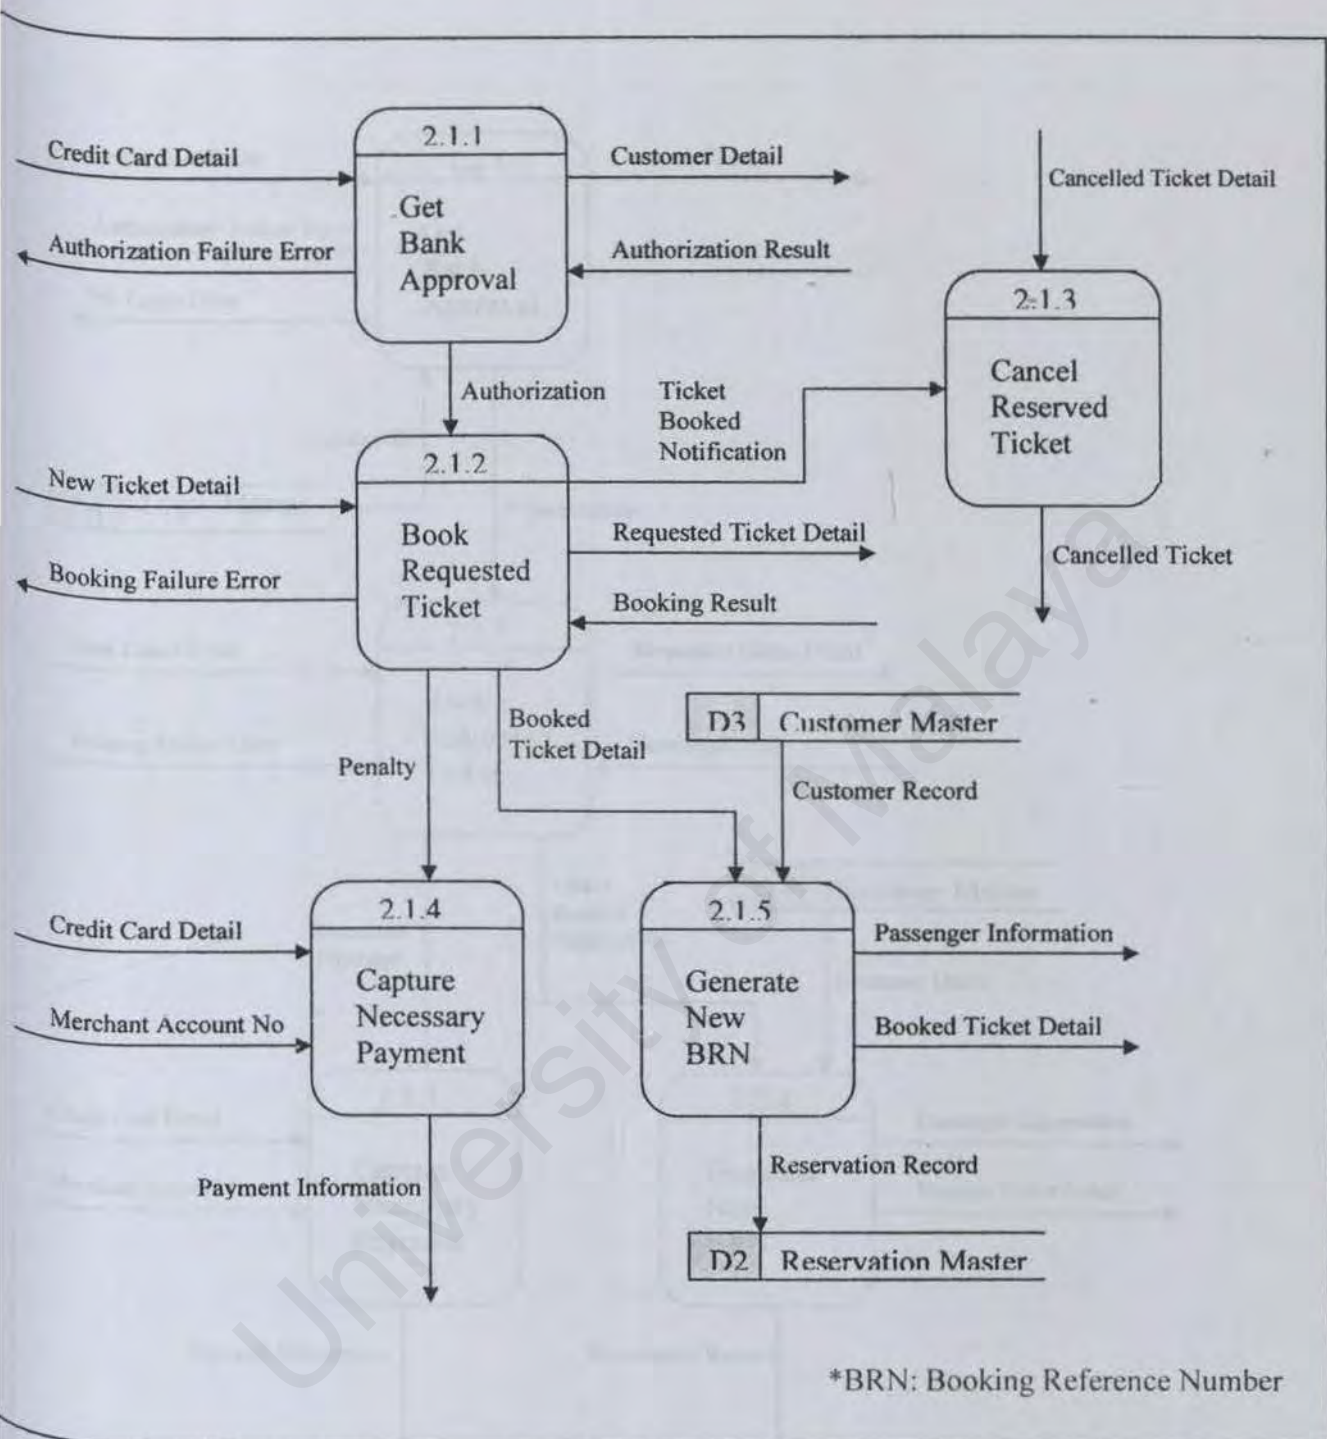 2.1.1
Credit Card Detail
Customer Detail
Cancelled Ticket Detail
Get
Bank
Approval
Authorization Failure Error
Authorization Result
2.1.3
Cancel
Reserved
Ticket
Authorization
Ticket
Booked
Notification
2.1.2
New Ticket Detail
Book
Requested
Ticket
Requested Ticket Detail
Cancelled Ticket
Booking Failure Error
Booking Result
Booked
Ticket Detail
D3 Customer Master
Penalty
Customer Record
2.1.4
2.1.5
Credit Card Detail
Passenger Information
Capture
Necessary
Payment
Generate
New
BRN
Merchant Account No
Booked Ticket Detail
Reservation Record
Payment Information
D2 Reservation Master
*BRN: Booking Reference Number
University of Malaya